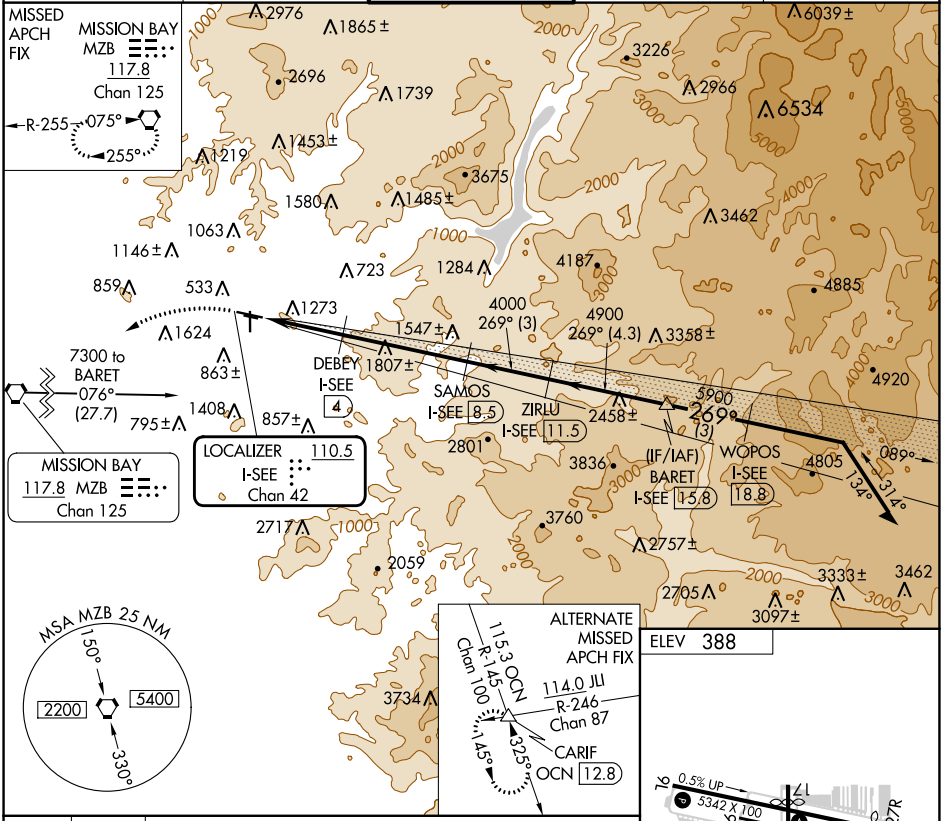 MISSED
APCH
FIX
MISSION BAY
MZB
117.8
Chan 125
R-255
075°
255°
1000
2976
1865±
6039±
2696
1739
3226
3000
2966
6534
5000
1453±
1219
2000
3675
1580
1485±
2000
4000
3462
1063
1000
1146±
723
1284
4187
4885
859
533
1273
4000
269° (3)
4900
269° (4.3)
3358±
1624
1547±
7300 to
BARET
076°
(27.7)
863±
DEBEY
I-SEE
4
1807±
SAMOS
I-SEE 8.5
ZIRLU
I-SEE 11.5
2458±
5900
269°
(3)
4000
4920
795±
1408
857±
2801
(IF/IAF)
BARET
I-SEE 15.8
WOPOS
I-SEE
18.8
4805
089°
314°
134°
MISSION BAY
117.8 MZB
Chan 125
LOCALIZER 110.5
I-SEE
Chan 42
3836
3760
2717
1000
2059
2000
2757±
2705
2000
3097±
3333±
3462
3000
MSA MZB 25 NM
150°
2200
5400
330°
3734
ALTERNATE
MISSED
APCH FIX
115.3 OCN
R-145
Chan 100
114.0 JLI
R-246
Chan 87
145°
325°
CARIF
OCN 12.8
ELEV 388
0.5% UP
5342 X 100
17
27R